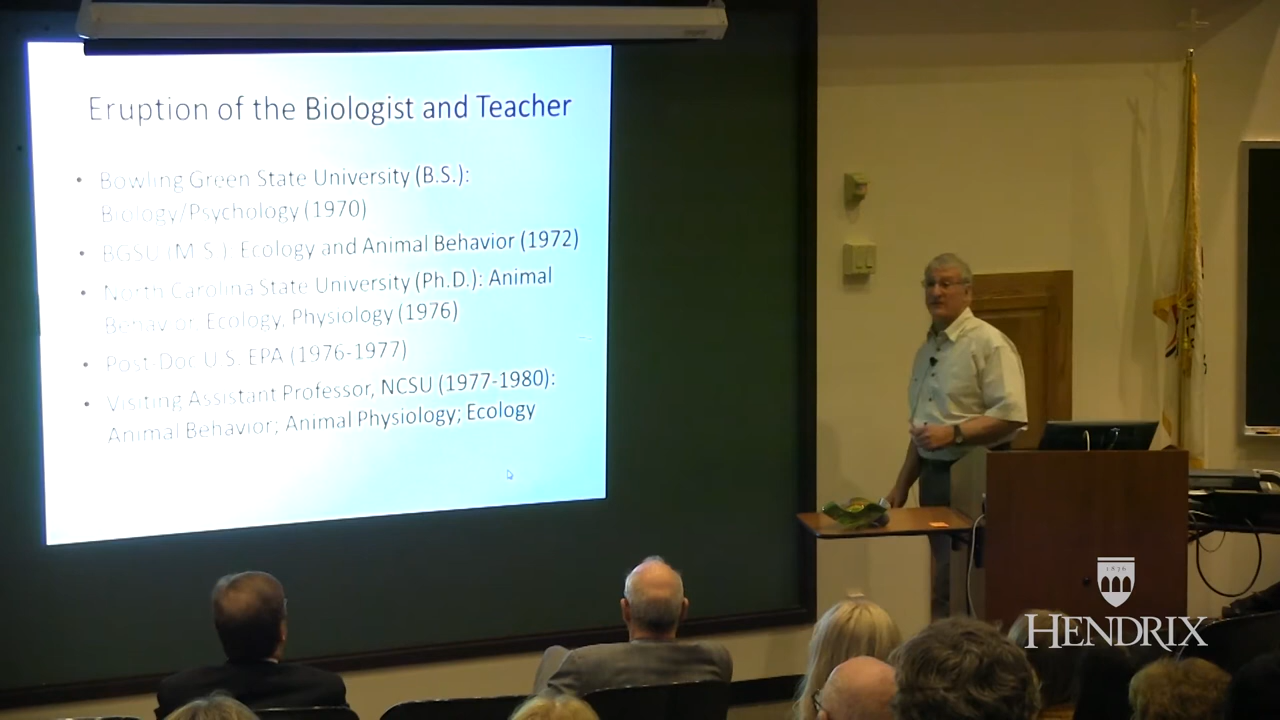 Eruption of the Biologist and Teacher
• Bowling Green State University (B.S.):
Biology/Psychology (1970)
• BGSU (M.S.) Ecology and Animal Behavior (1972)
• North Carolina State University (Ph.D.): Animal
Behavior, Ecology, Physiology (1976)
• Post-Doc U.S. EPA (1976-1977)
• Visiting Assistant Professor, NCSU (1977-1980):
Animal Behavior; Animal Physiology; Ecology
1876
HENDRIX